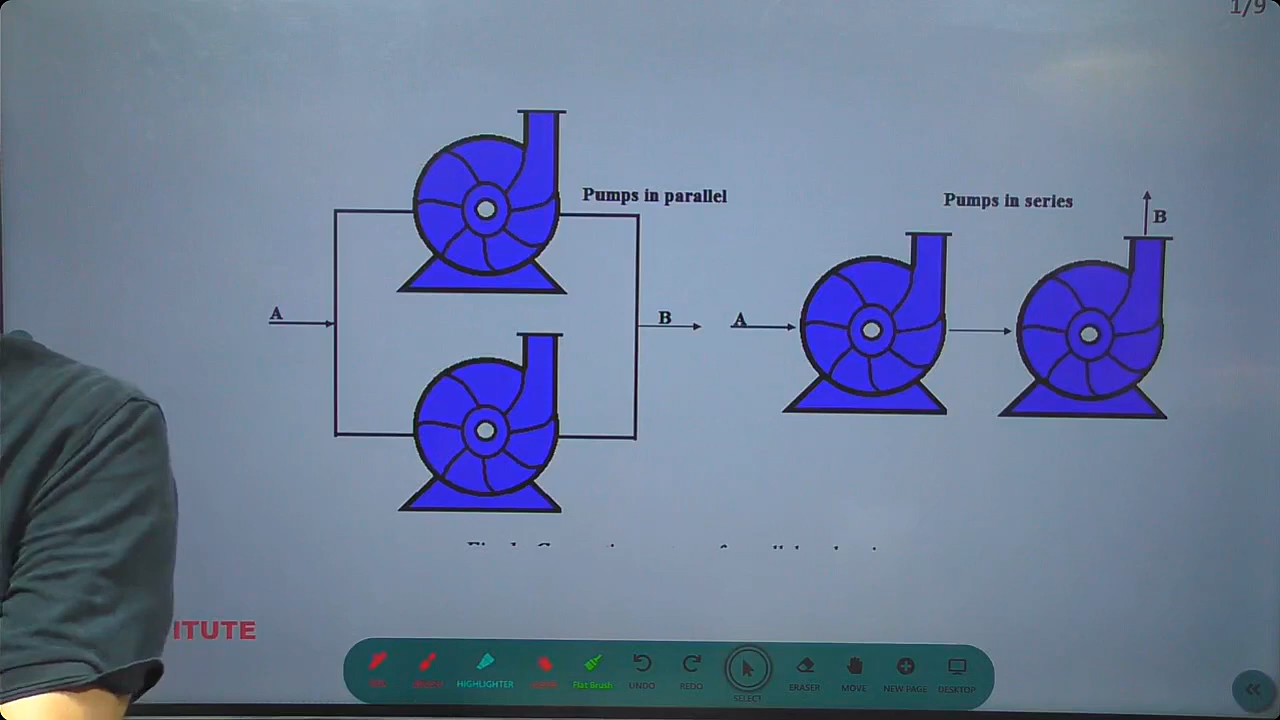 1/9
Pumps in parallel
Pumps in series
B
A
B
A
ITUTE
HIGHLIGHTER
Flat Brush
UNDO
REDO
SELECT
ERASER
MOVE
NEW PAGE
DESKTOP